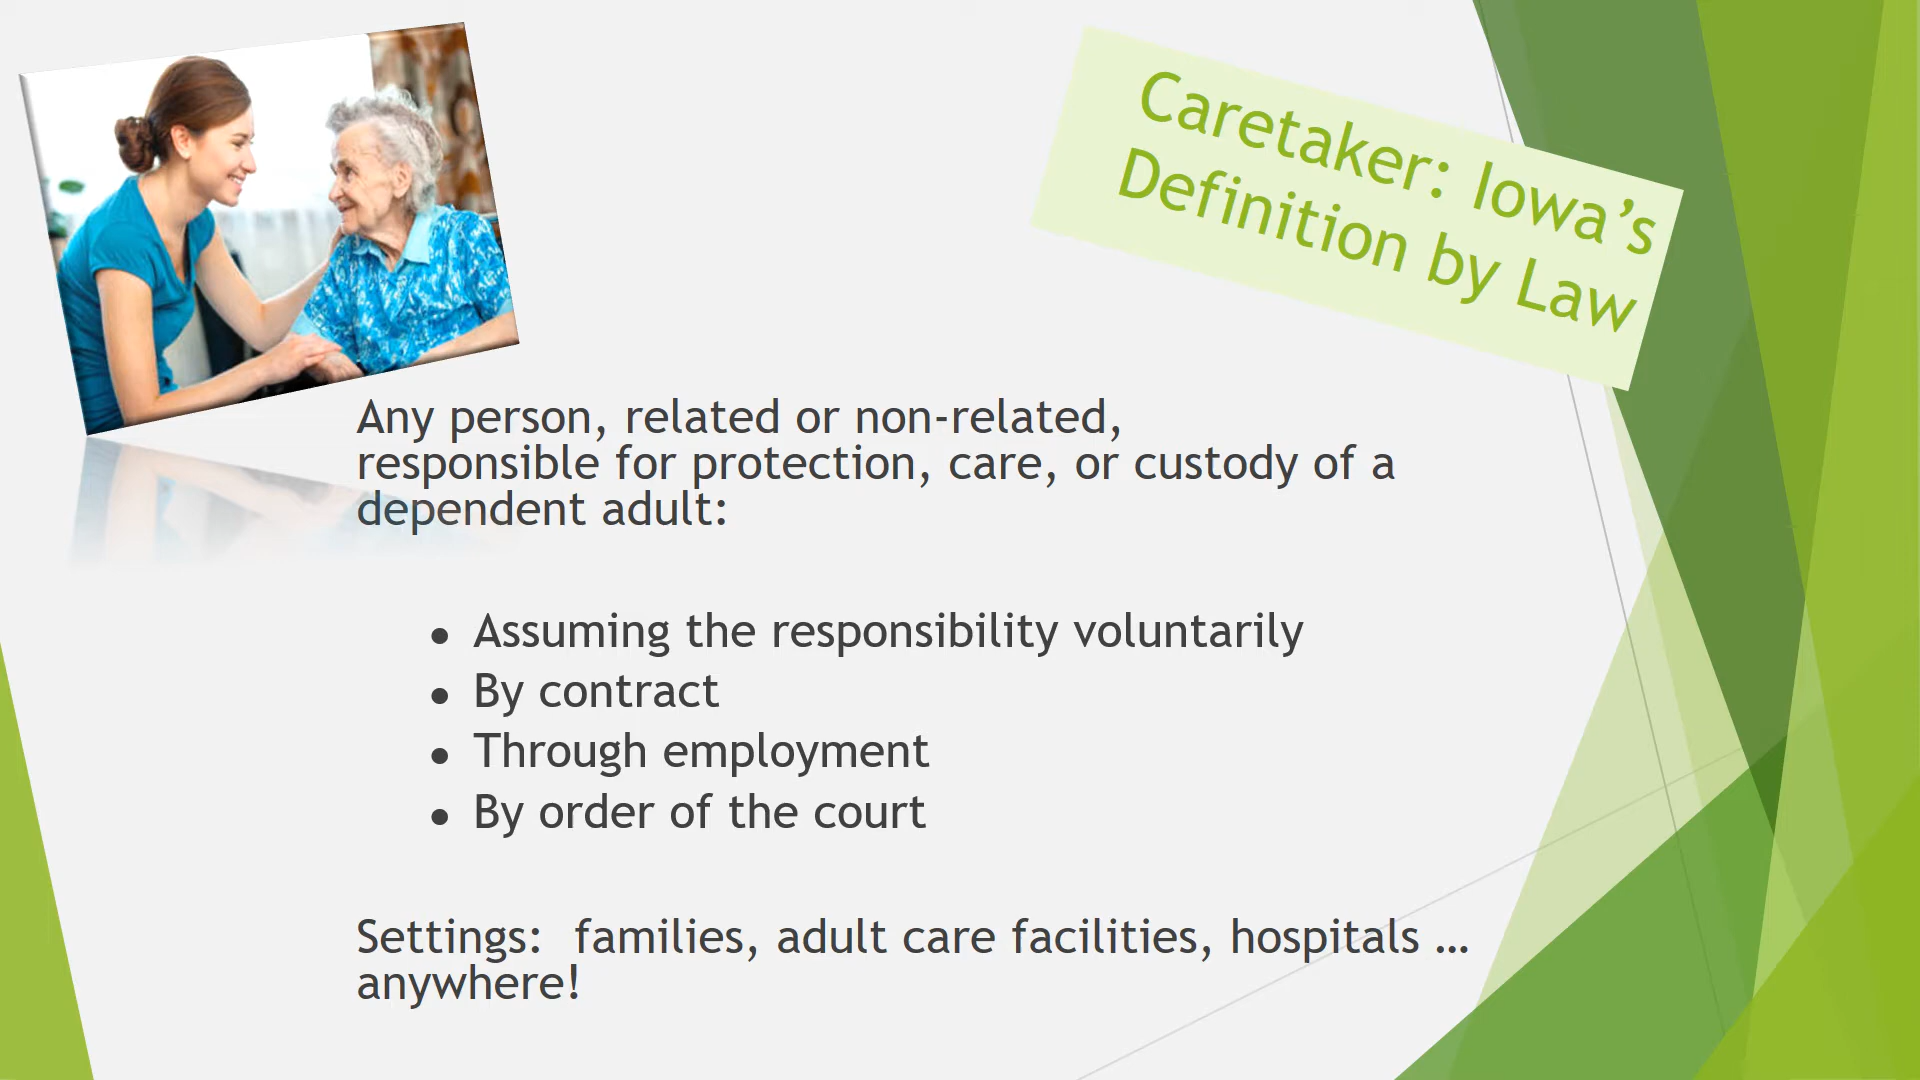 Caretaker: Iowa’s
Definition by Law
Any person, related or non-related,
responsible for protection, care, or custody of a
dependent adult:
● Assuming the responsibility voluntarily
● By contract
● Through employment
● By order of the court
Settings:  families, adult care facilities, hospitals …
anywhere!